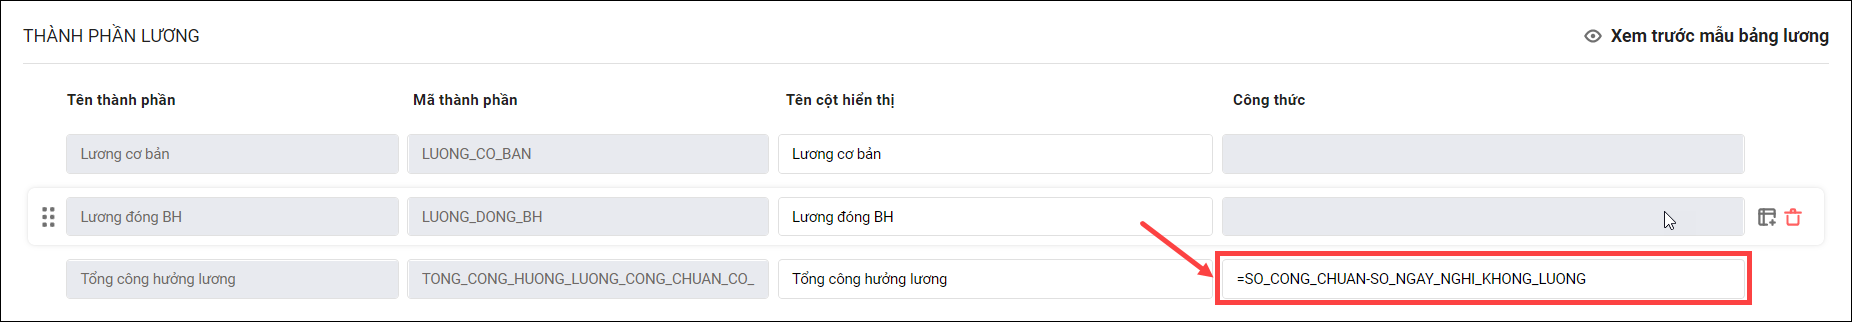 THÀNH PHẦN LƯƠNG
Xem trước mẫu bảng lương
Tên thành phần Mã thành phần Tên cột hiển thị Công thức
Lương cơ bản LUONG_CO_BAN Lương cơ bản
Lương đóng BH LUONG_DONG_BH Lương đóng BH
Tổng công hưởng lương TONG_CONG_HUONG_LUONG_CONG_CHUAN_CO_ Tổng công hưởng lương =SO_CONG_CHUAN-SO_NGAY_NGHI_KHONG_LUONG